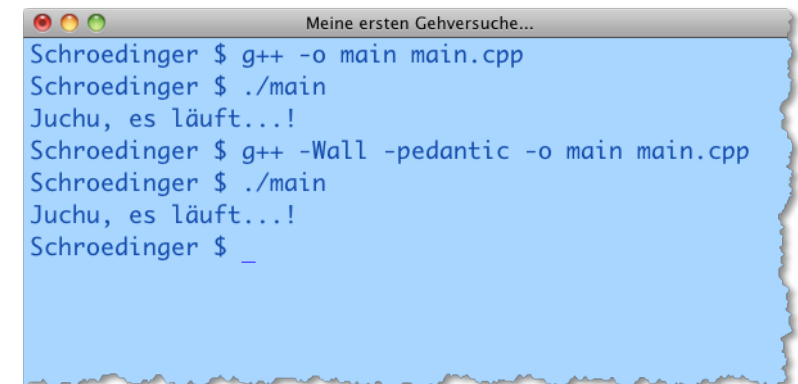 Meine ersten Gehversuche...
Schroedinger $ g++ -o main main.cpp
Schroedinger $ ./main
Juchu, es läuft...!
Schroedinger $ g++ -Wall -pedantic -o main main.cpp
Schroedinger $ ./main
Juchu, es läuft...!
Schroedinger $ _